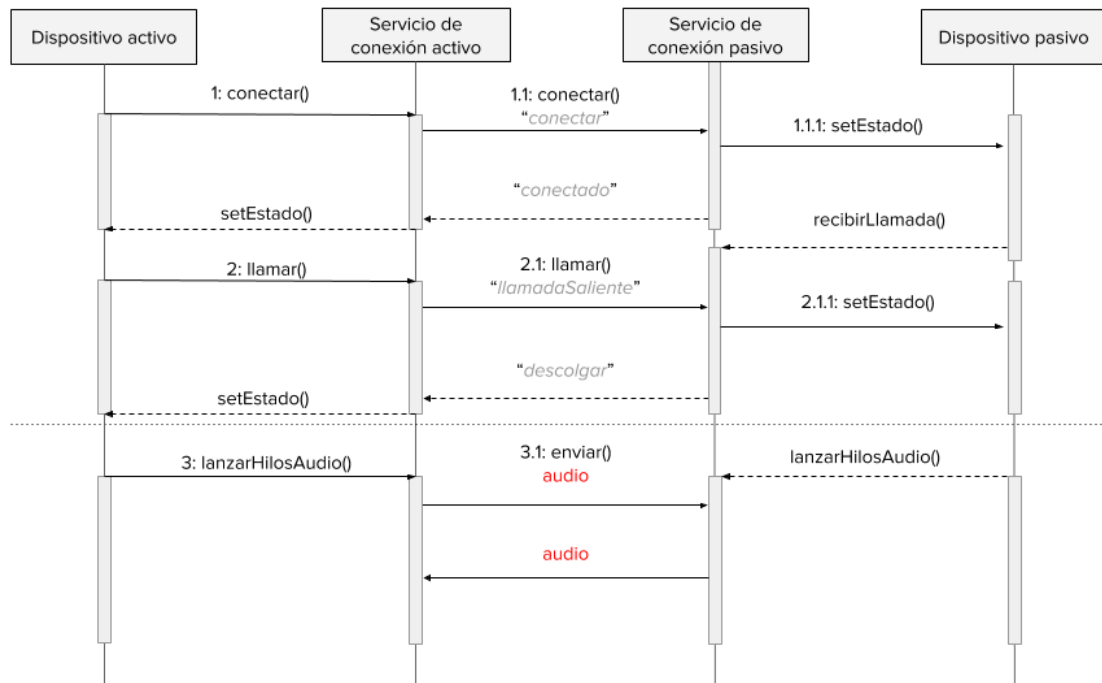 Dispositivo activo
Servicio de
conexión activo
Servicio de
conexión pasivo
Dispositivo pasivo
1: conectar()
1.1: conectar()
“conectar”
1.1.1: setEstado()
“conectado”
setEstado()
recibirLlamada()
2: llamar()
2.1: llamar()
“llamadaSaliente”
2.1.1: setEstado()
“descolgar”
setEstado()
3: lanzarHilosAudio()
3.1: enviar()
audio
lanzarHilosAudio()
audio